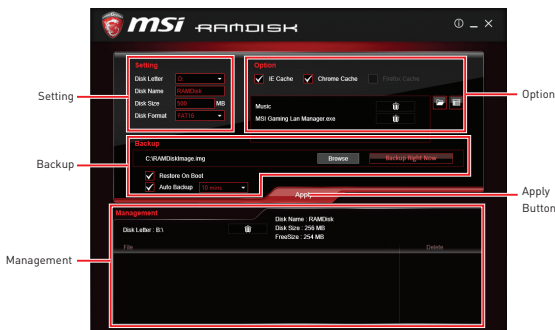 msi RAMDISK
Setting
Disk Letter D:
Disk Name RAMDisk
Disk Size 500 MB
Disk Format FAT16
Option
IE Cache Chrome Cache Firefox Cache
Music
MSI Gaming Lan Manager.exe
Backup
C:\RAMDiskImage.img Browse Backup Right Now
Restore On Boot
Auto Backup 10 mins
Apply
Management
Disk Letter : B:\
Disk Name : RAMDisk
Disk Size : 256 MB
FreeSize : 254 MB
File Delete
Setting
Backup
Management
Option
Apply
Button